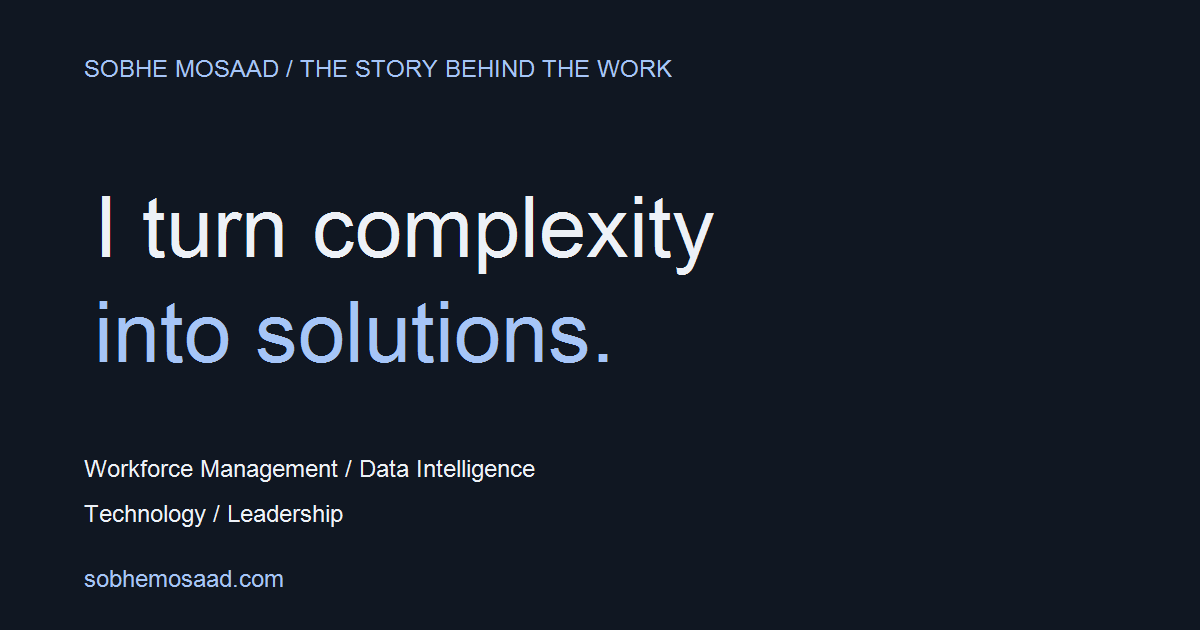 SOBHE MOSAAD / THE STORY BEHIND THE WORK
I turn complexity
into solutions.
Workforce Management / Data Intelligence
Technology / Leadership
sobhemosaad.com